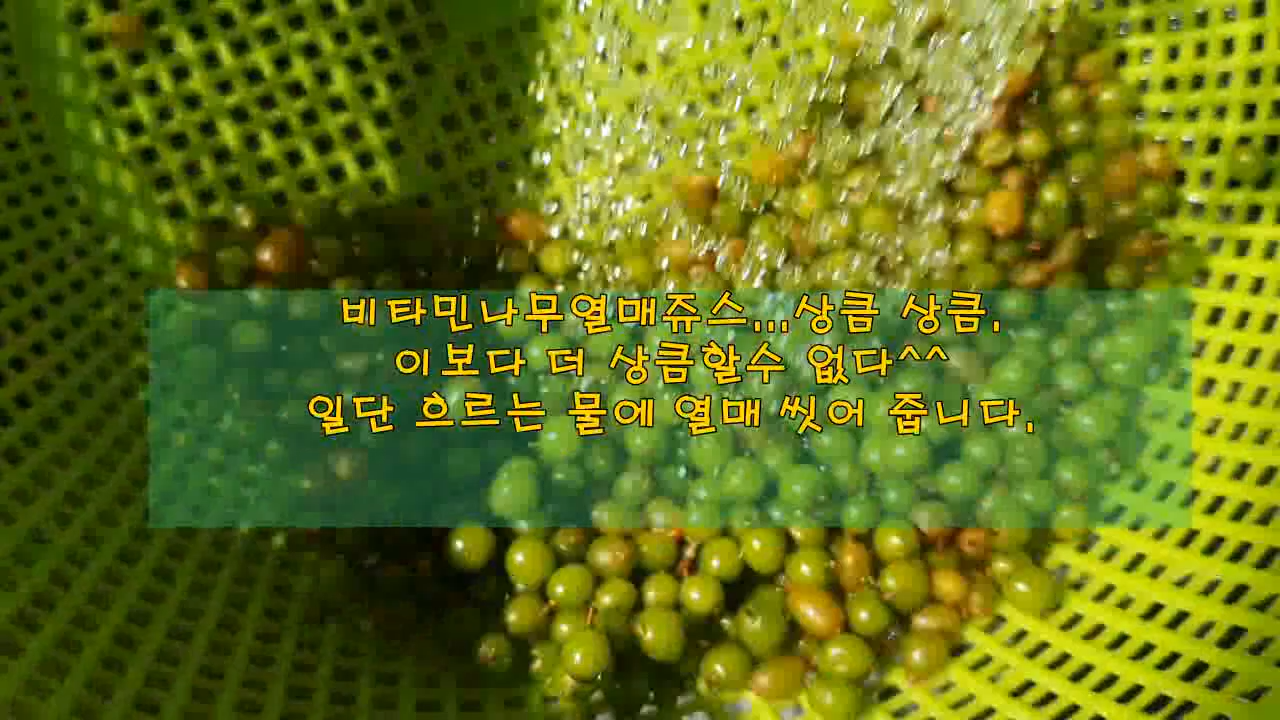 비타민나무열매쥬스...상큼 상큼.
이보다 더 상큼할수 없다^^
일단 흐르는 물에 열매 씻어 줍니다.